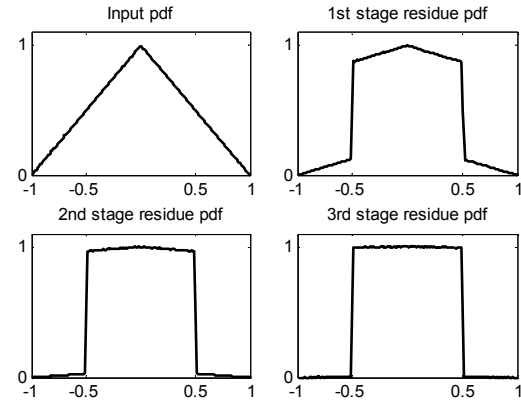 Input pdf
1
0
-1 -0.5 0 0.5 1
1st stage residue pdf
1
0
-1 -0.5 0 0.5 1
2nd stage residue pdf
1
0
-1 -0.5 0 0.5 1
3rd stage residue pdf
1
0
-1 -0.5 0 0.5 1